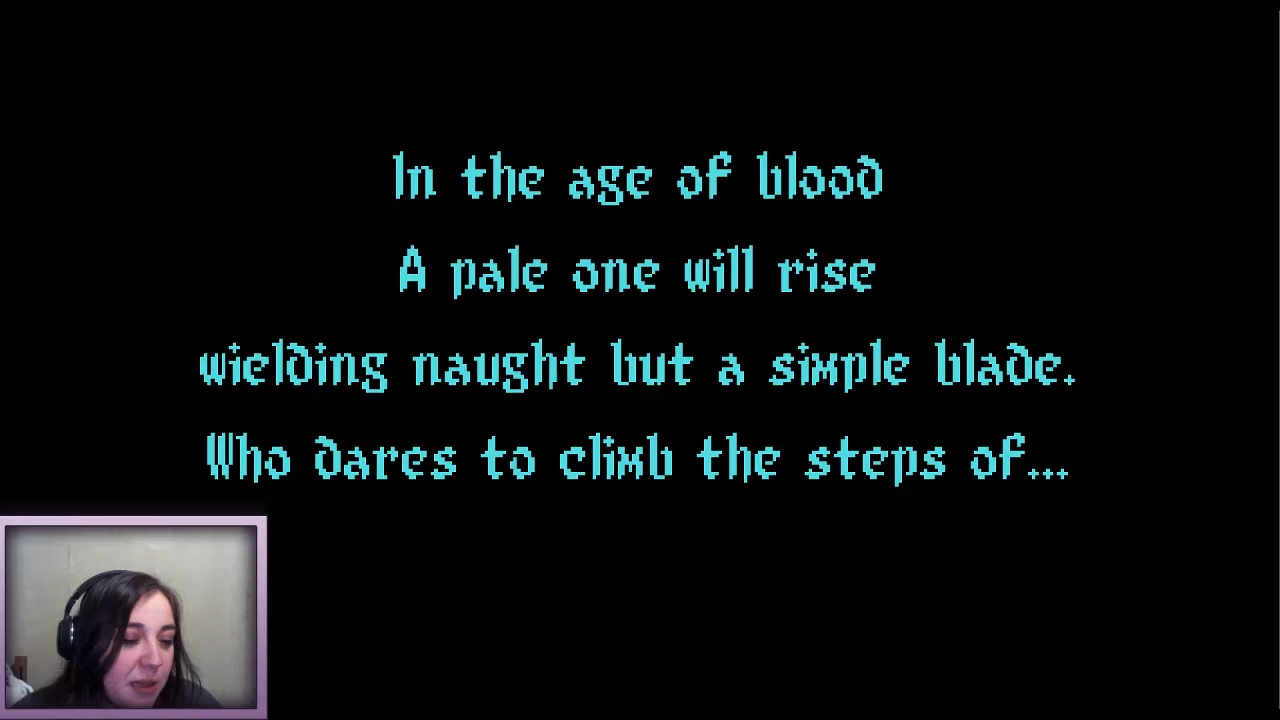 In the age of blood
A pale one will rise
wielding naught but a simple blade.
Who dares to climb the steps of...